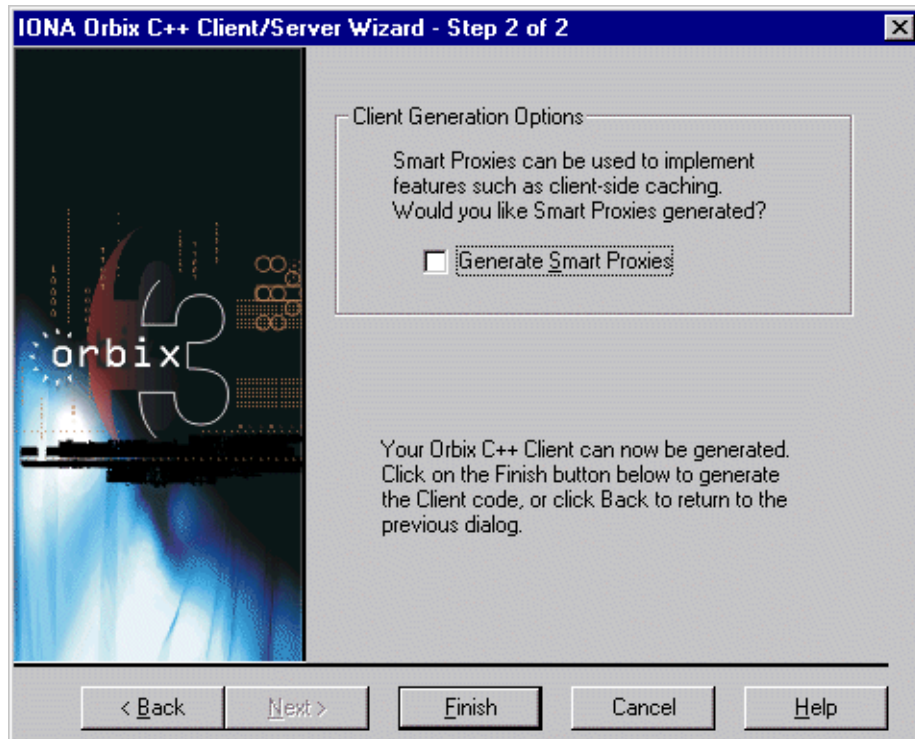 IONA Orbix C++ Client/Server Wizard - Step 2 of 2
Client Generation Options
Smart Proxies can be used to implement
features such as client-side caching.
Would you like Smart Proxies generated?
Generate Smart Proxies
orbix 3
Your Orbix C++ Client can now be generated.
Click on the Finish button below to generate
the Client code, or click Back to return to the
previous dialog.
< Back
Next >
Finish
Cancel
Help